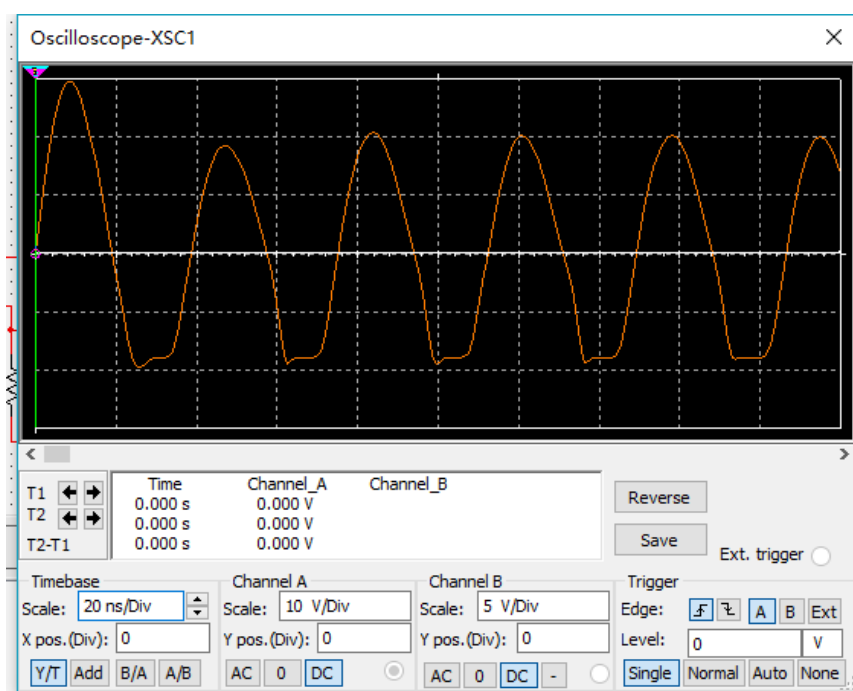 Oscilloscope-XSC1
Time Channel_A Channel_B
T1 0.000 s 0.000 V
T2 0.000 s 0.000 V
T2-T1 0.000 s 0.000 V
Reverse
Save
Ext. trigger
Timebase Channel A Channel B Trigger
Scale: 20 ns/Div Scale: 10 V/Div Scale: 5 V/Div Edge: A B Ext
X pos.(Div): 0 Y pos.(Div): 0 Y pos.(Div): 0 Level: 0 V
Y/T Add B/A A/B AC 0 DC AC 0 DC - Single Normal Auto None